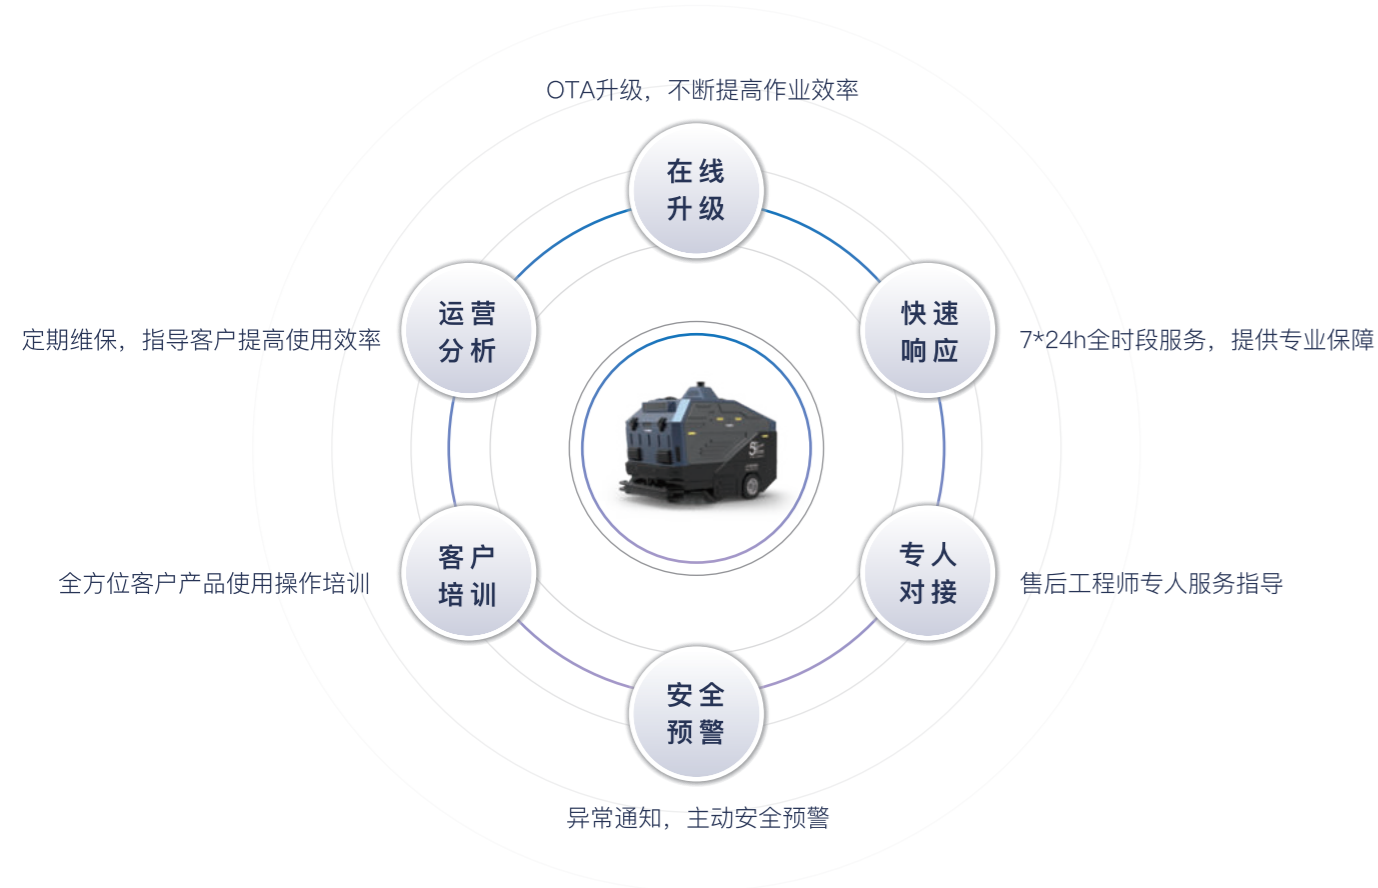 OTA升级，不断提高作业效率
在线
升级
运营
分析
定期维保，指导客户提高使用效率
快速
响应
7*24h全时段服务，提供专业保障
客户
培训
全方位客户产品使用操作培训
专人
对接
售后工程师专人服务指导
安全
预警
异常通知，主动安全预警